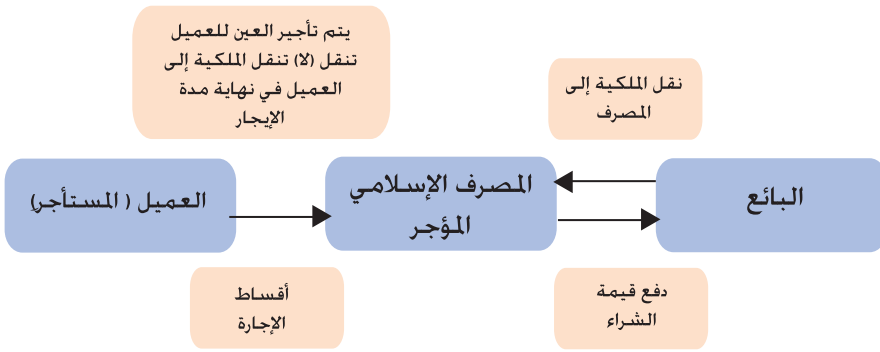 يتم تأجير العين للعميل
تنقل (لا) تنقل الملكية إلى
العميل في نهاية مدة
الإيجار
نقل الملكية إلى
المصرف
البائع
المصرف الإسلامي
المؤجر
العميل ( المستأجر)
دفع قيمة
الشراء
أقساط
الإجارة